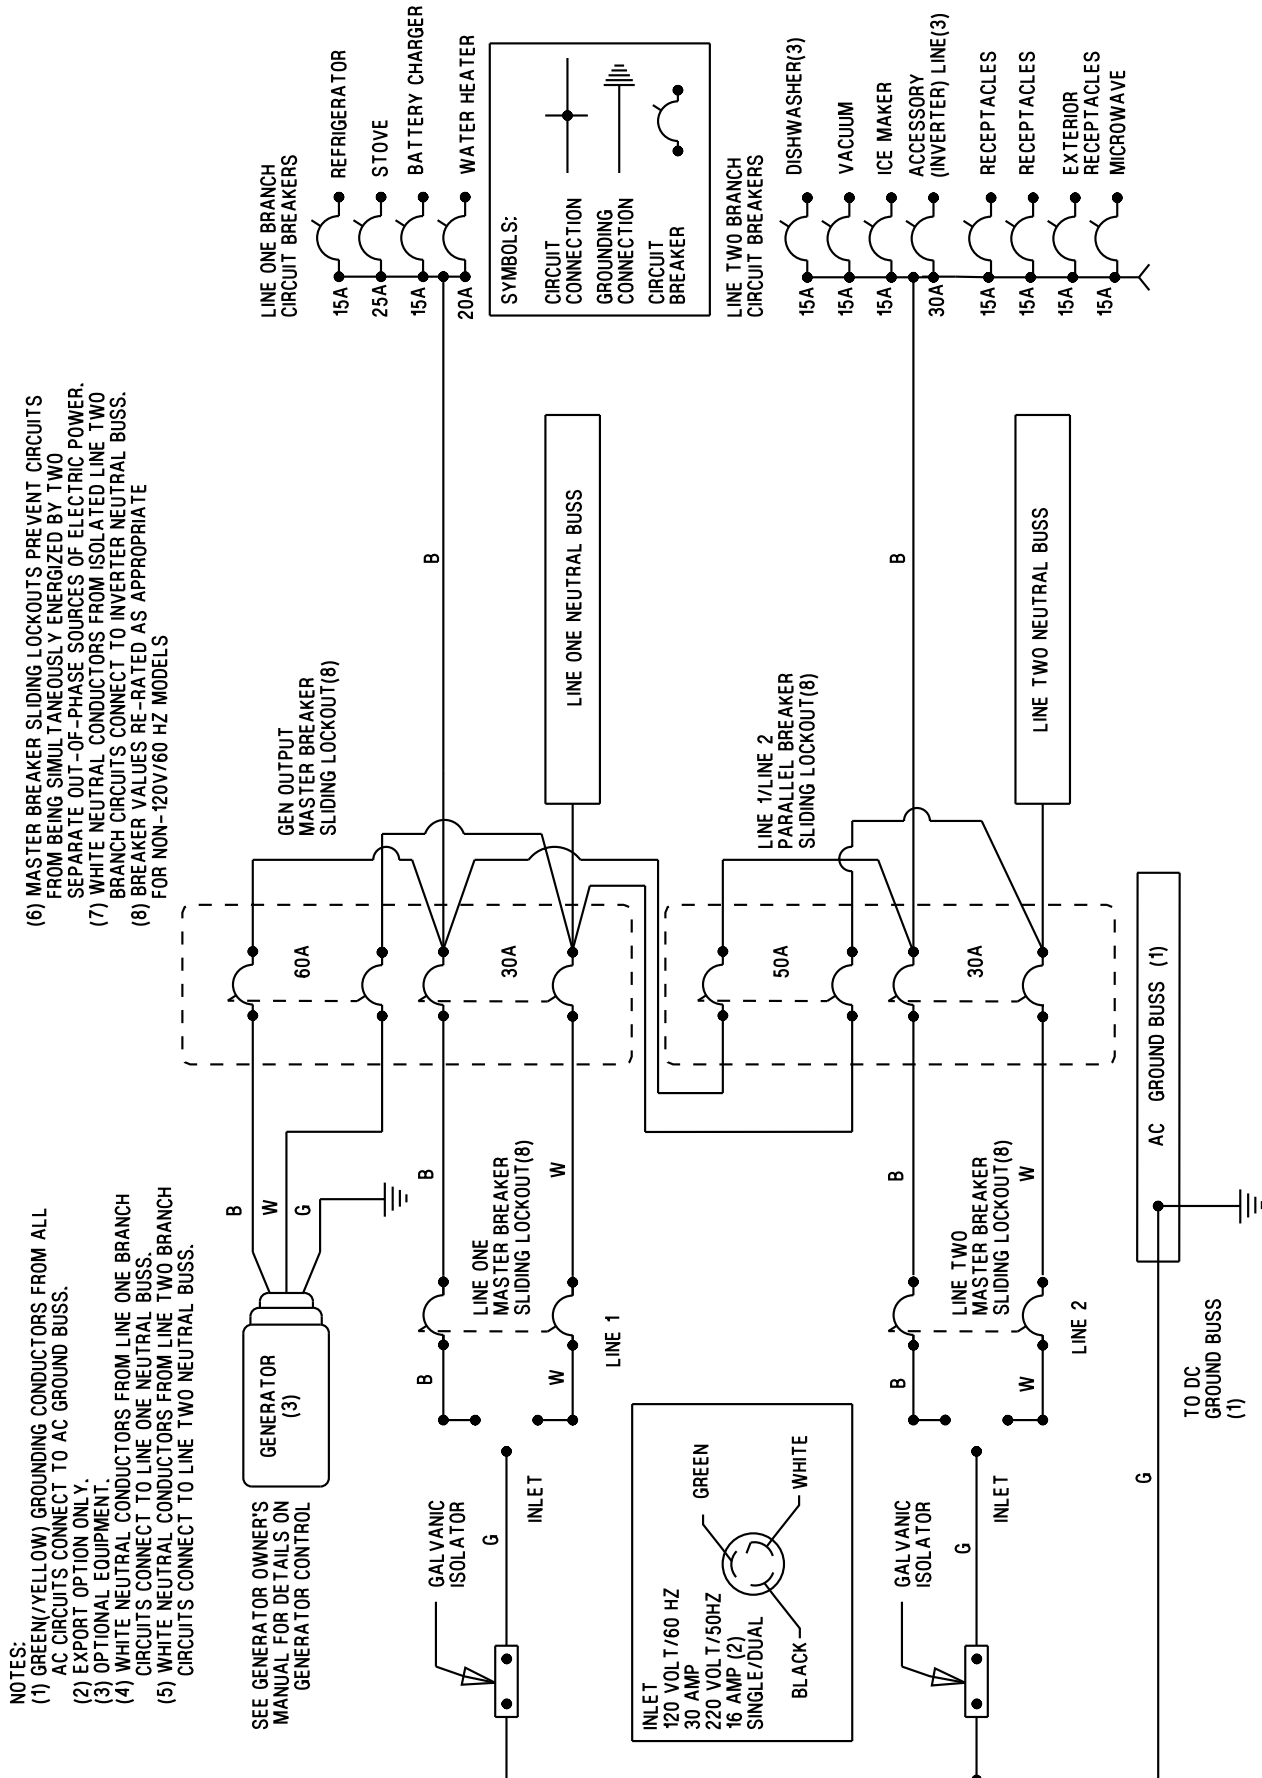 NOTES:
(1) GREEN(/YELLOW) GROUNDING CONDUCTORS FROM ALL
AC CIRCUITS CONNECT TO AC GROUND BUSS.
(2) EXPORT OPTION ONLY.
(3) OPTIONAL EQUIPMENT.
(4) WHITE NEUTRAL CONDUCTORS FROM LINE ONE BRANCH
CIRCUITS CONNECT TO LINE ONE NEUTRAL BUSS.
(5) WHITE NEUTRAL CONDUCTORS FROM LINE TWO BRANCH
CIRCUITS CONNECT TO LINE TWO NEUTRAL BUSS.
(6) MASTER BREAKER SLIDING LOCKOUTS PREVENT CIRCUITS
FROM BEING SIMULTANEOUSLY ENERGIZED BY TWO
SEPARATE OUT-OF-PHASE SOURCES OF ELECTRIC POWER.
(7) WHITE NEUTRAL CONDUCTORS FROM ISOLATED LINE TWO
BRANCH CIRCUITS CONNECT TO INVERTER NEUTRAL BUSS.
(8) BREAKER VALUES RE-RATED AS APPROPRIATE
FOR NON-120V/60 HZ MODELS
SEE GENERATOR OWNER'S
MANUAL FOR DETAILS ON
GENERATOR CONTROL
GENERATOR
(3)
B
W
G
60A
30A
GEN OUTPUT
MASTER BREAKER
SLIDING LOCKOUT(8)
LINE ONE BRANCH
CIRCUIT BREAKERS
15A
REFRIGERATOR
25A
STOVE
15A
BATTERY CHARGER
20A
WATER HEATER
GALVANIC
ISOLATOR
G
INLET
B
W
LINE 1
LINE ONE
MASTER BREAKER
SLIDING LOCKOUT(8)
B
W
B
LINE ONE NEUTRAL BUSS
SYMBOLS:
CIRCUIT
CONNECTION
GROUNDING
CONNECTION
CIRCUIT
BREAKER
INLET
120 VOLT/60 HZ
30 AMP
220 VOLT/50HZ
16 AMP (2)
SINGLE/DUAL
BLACK
GREEN
WHITE
LINE 1/LINE 2
PARALLEL BREAKER
SLIDING LOCKOUT(8)
50A
30A
LINE TWO BRANCH
CIRCUIT BREAKERS
15A
DISHWASHER(3)
15A
VACUUM
15A
ICE MAKER
30A
ACCESSORY
(INVERTER) LINE(3)
15A
RECEPTACLES
15A
RECEPTACLES
15A
EXTERIOR
RECEPTACLES
15A
MICROWAVE
GALVANIC
ISOLATOR
G
INLET
B
W
LINE 2
LINE TWO
MASTER BREAKER
SLIDING LOCKOUT(8)
B
W
B
LINE TWO NEUTRAL BUSS
G
AC GROUND BUSS (1)
TO DC
GROUND BUSS
(1)